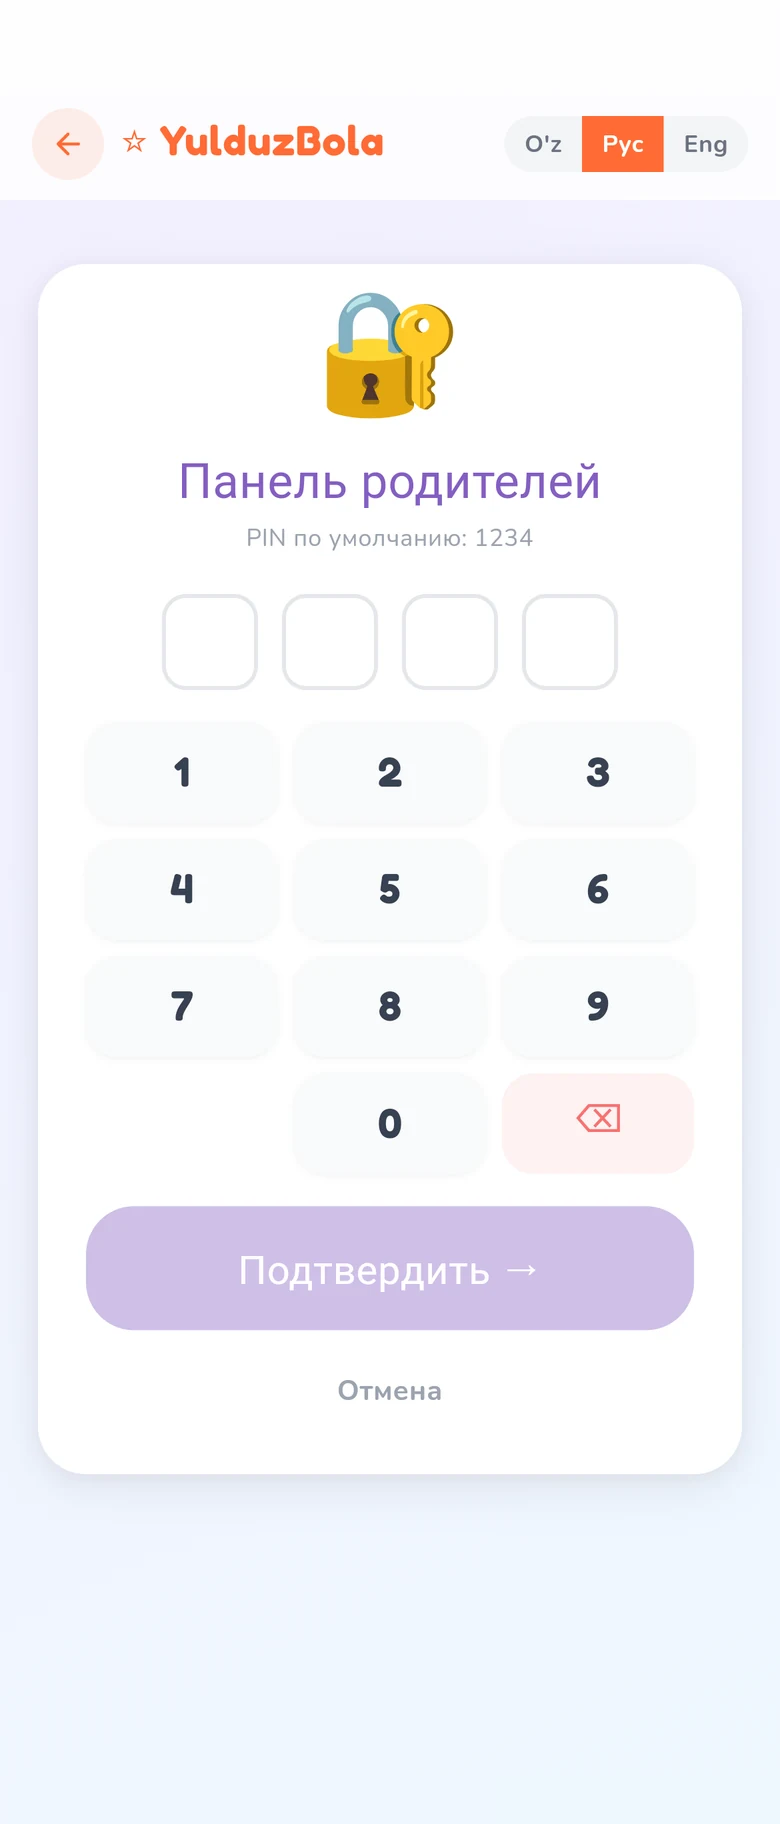 ☆ YulduzBola
O'z Рус Eng
Панель родителей
PIN по умолчанию: 1234
1 2 3
4 5 6
7 8 9
0
Подтвердить →
Отмена